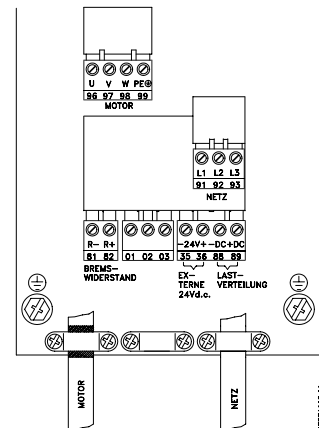 U V W PE
96 97 98 99
MOTOR
L1 L2 L3
91 92 93
NETZ
R- R+ -24V+ -DC+DC
81 82 01 02 03 35 36 88 89
BREMS-
WIDERSTAND
EX-
TERNE
24Vd.c.
LAST-
VERTEILUNG
MOTOR
NETZ